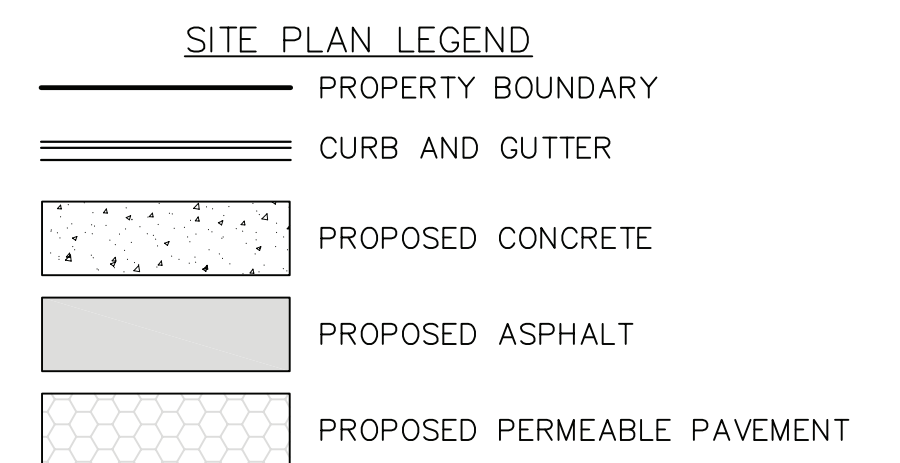 SITE PLAN LEGEND
PROPERTY BOUNDARY
CURB AND GUTTER
PROPOSED CONCRETE
PROPOSED ASPHALT
PROPOSED PERMEABLE PAVEMENT